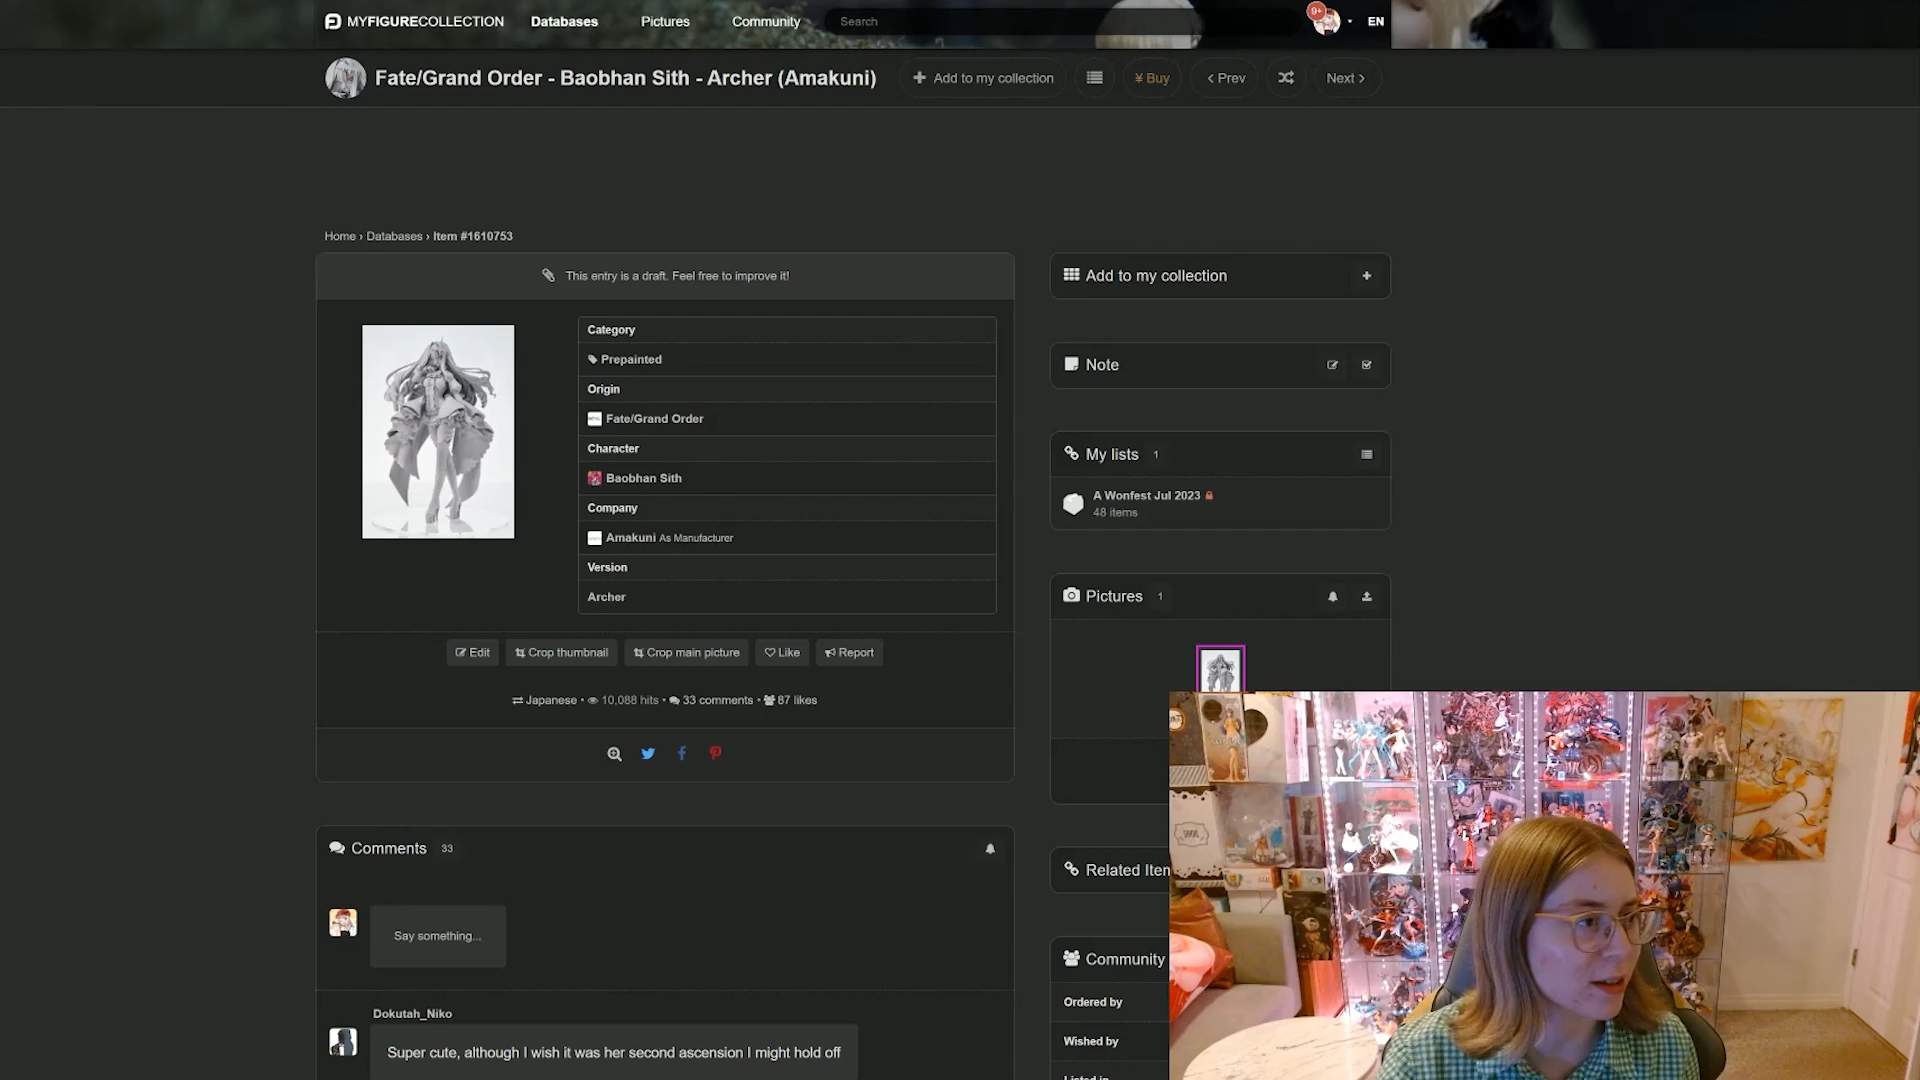 MYFIGURECOLLECTION Databases Pictures Community Search 9+ EN
Fate/Grand Order - Baobhan Sith - Archer (Amakuni) Add to my collection ¥ Buy ‹ Prev Next ›
Home › Databases › Item #1610753
This entry is a draft. Feel free to improve it!
Category
Prepainted
Origin
Fate/Grand Order
Character
Baobhan Sith
Company
Amakuni As Manufacturer
Version
Archer
Edit Crop thumbnail Crop main picture Like Report
Japanese • 10,088 hits • 33 comments • 87 likes
Comments 33
Say something...
Dokutah_Niko
Super cute, although I wish it was her second ascension I might hold off
Add to my collection
Note
My lists 1
A Wonfest Jul 2023
48 items
Pictures 1
Related Iten
Community
Ordered by
Wished by
Listed in